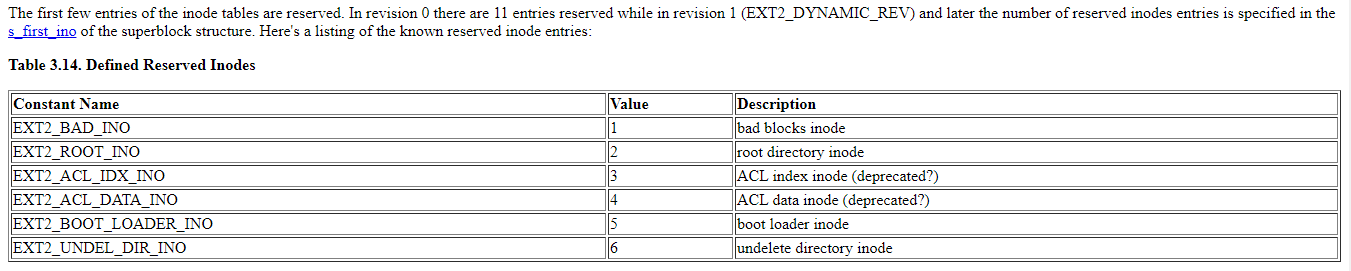 The first few entries of the inode tables are reserved. In revision 0 there are 11 entries reserved while in revision 1 (EXT2_DYNAMIC_REV) and later the number of reserved inodes entries is specified in the
s_first_ino of the superblock structure. Here's a listing of the known reserved inode entries:
Table 3.14. Defined Reserved Inodes
Constant Name Value Description
EXT2_BAD_INO 1 bad blocks inode
EXT2_ROOT_INO 2 root directory inode
EXT2_ACL_IDX_INO 3 ACL index inode (deprecated?)
EXT2_ACL_DATA_INO 4 ACL data inode (deprecated?)
EXT2_BOOT_LOADER_INO 5 boot loader inode
EXT2_UNDEL_DIR_INO 6 undelete directory inode